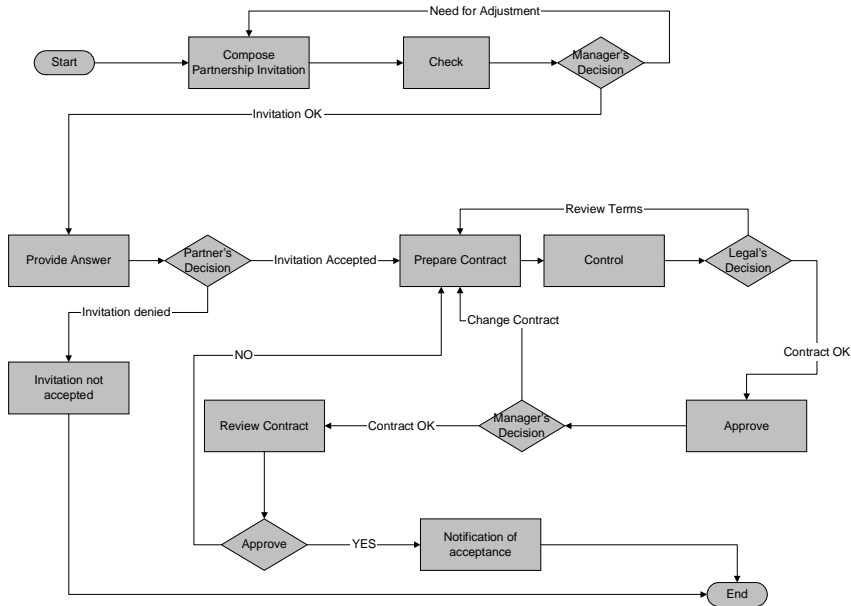 Need for Adjustment
Start
Compose
Partnership Invitation
Check
Manager's
Decision
Invitation OK
Review Terms
Provide Answer
Partner's
Decision
Invitation Accepted
Prepare Contract
Control
Legal's
Decision
Invitation denied
Change Contract
NO
Contract OK
Invitation not
accepted
Review Contract
Contract OK
Manager's
Decision
Approve
Approve
YES
Notification of
acceptance
End